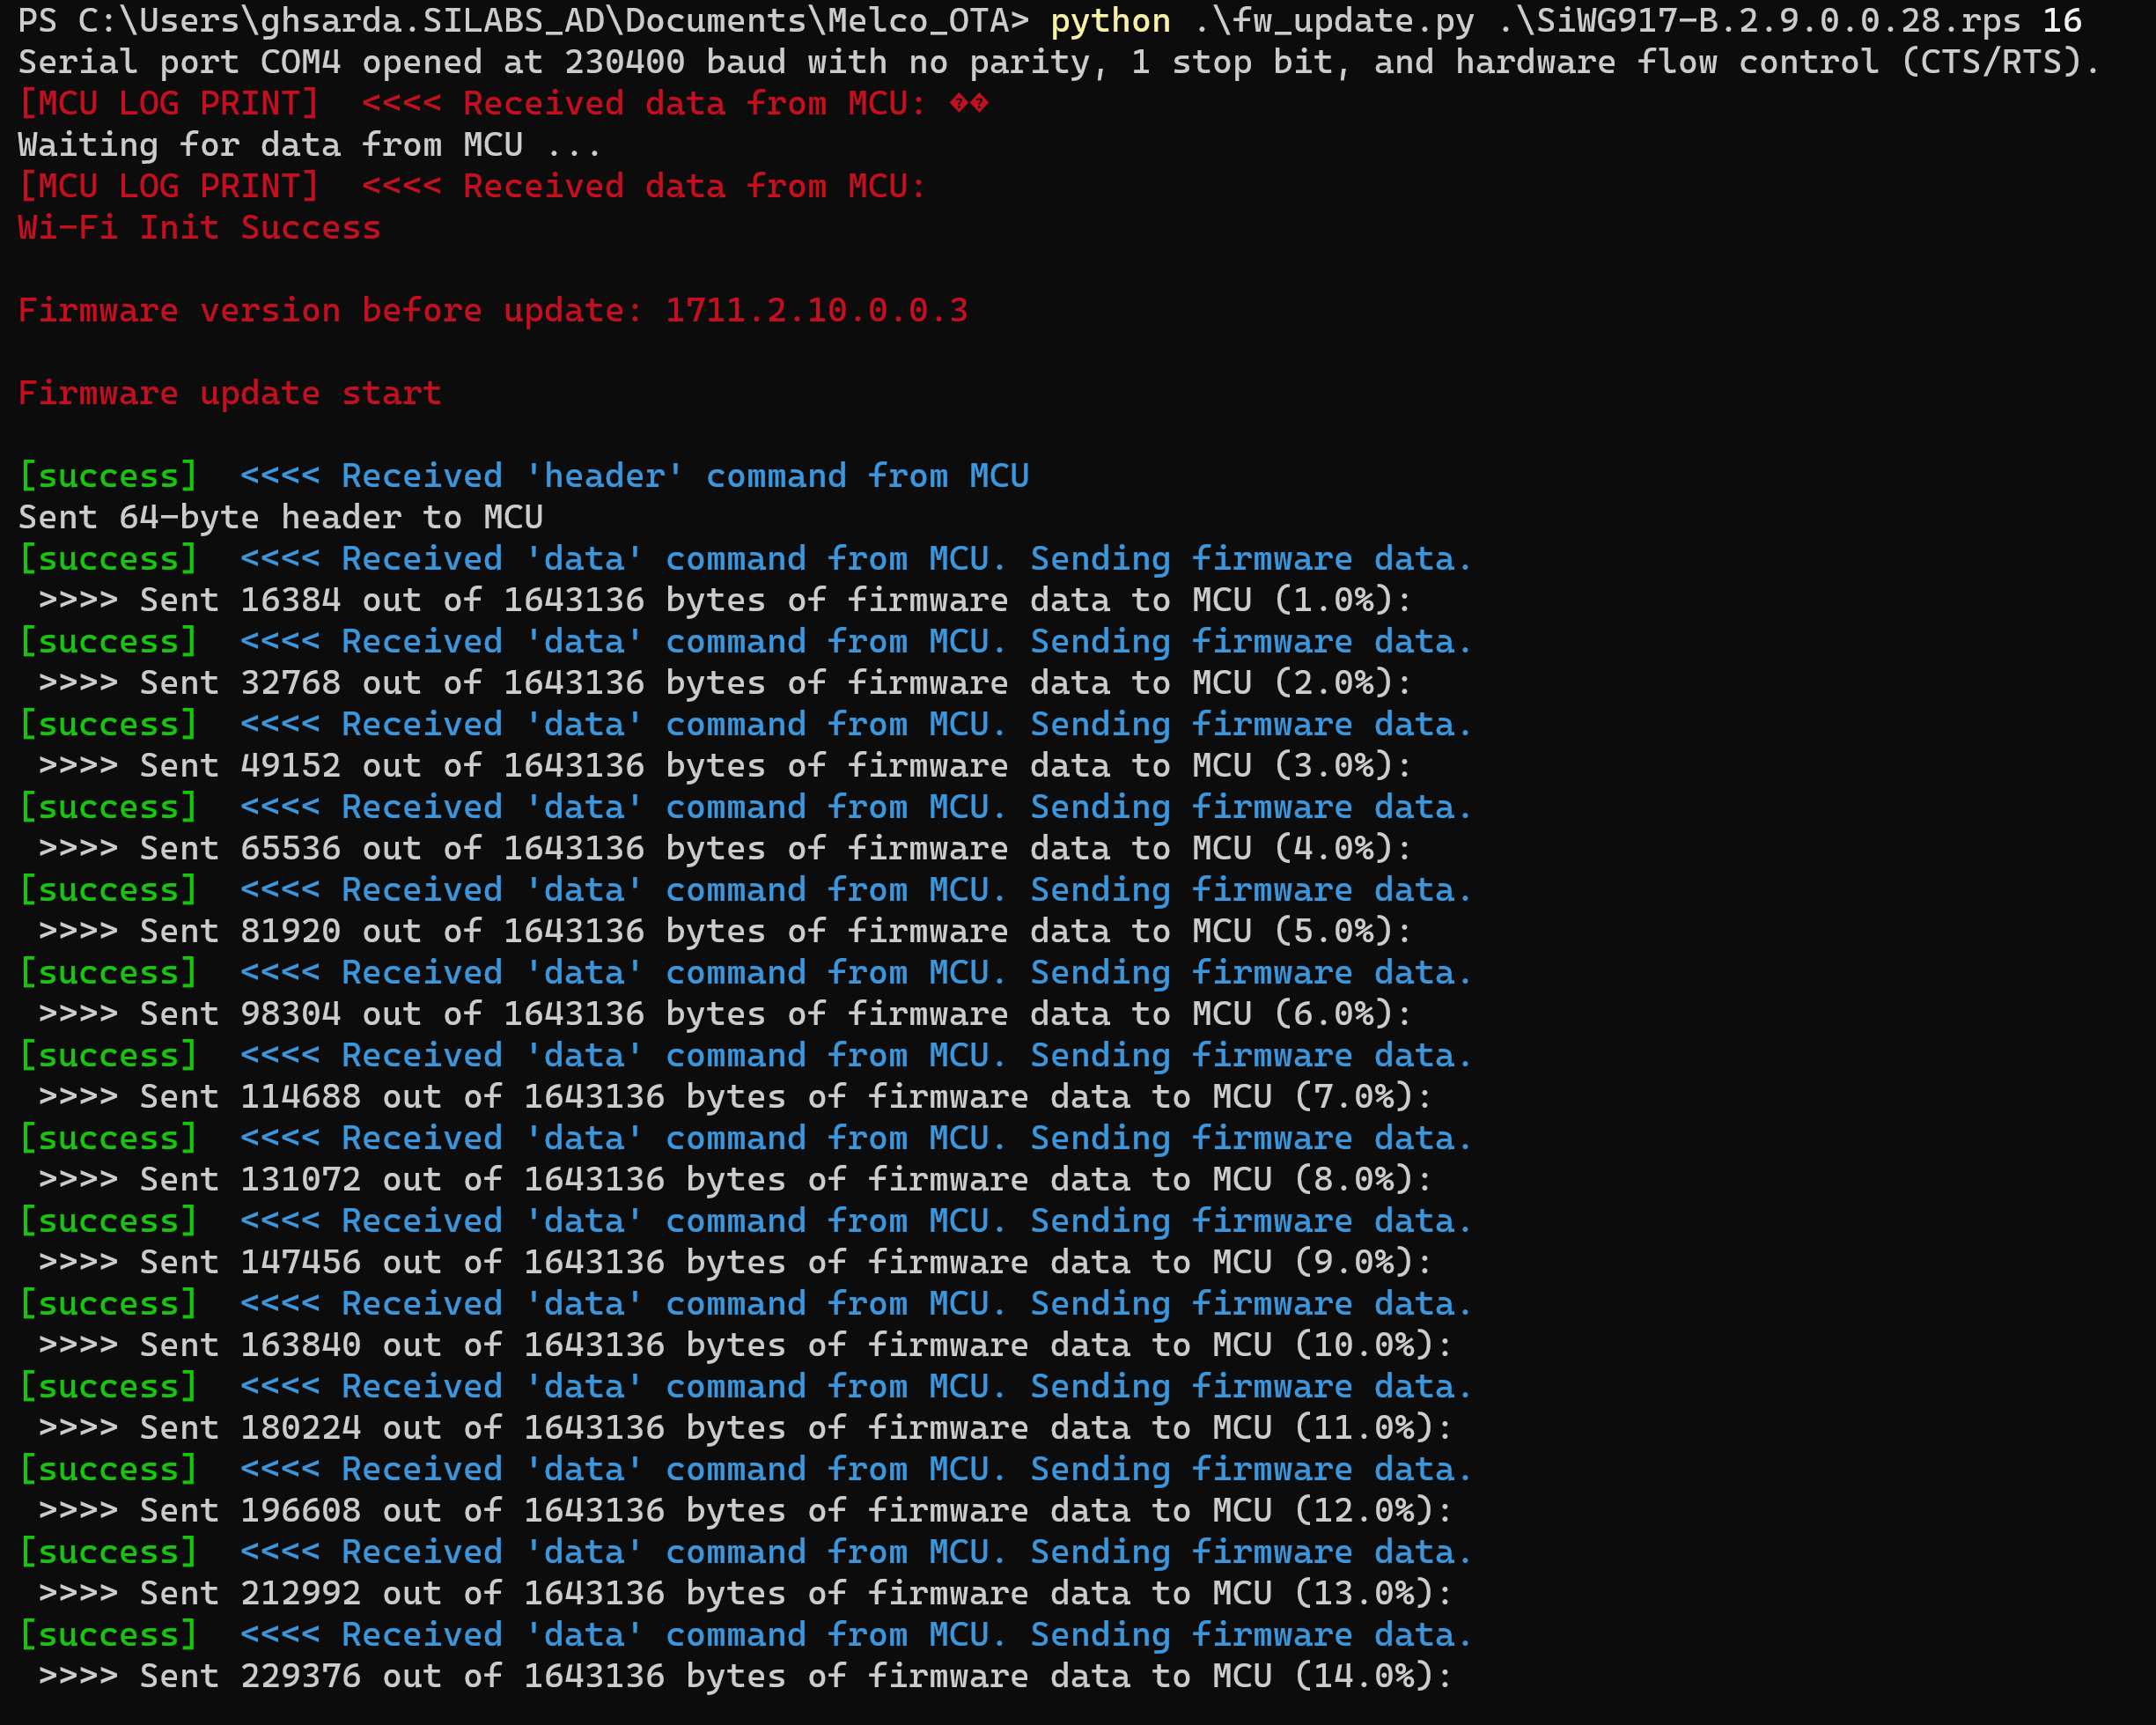 PS C:\Users\ghsarda.SILABS_AD\Documents\Melco_OTA> python .\fw_update.py .\SiWG917-B.2.9.0.0.28.rps 16
Serial port COM4 opened at 230400 baud with no parity, 1 stop bit, and hardware flow control (CTS/RTS).
[MCU LOG PRINT]  <<<< Received data from MCU: ��
Waiting for data from MCU ...
[MCU LOG PRINT]  <<<< Received data from MCU:
Wi-Fi Init Success
Firmware version before update: 1711.2.10.0.0.3
Firmware update start
[success]  <<<< Received 'header' command from MCU
Sent 64-byte header to MCU
[success]  <<<< Received 'data' command from MCU. Sending firmware data.
 >>>> Sent 16384 out of 1643136 bytes of firmware data to MCU (1.0%):
[success]  <<<< Received 'data' command from MCU. Sending firmware data.
 >>>> Sent 32768 out of 1643136 bytes of firmware data to MCU (2.0%):
[success]  <<<< Received 'data' command from MCU. Sending firmware data.
 >>>> Sent 49152 out of 1643136 bytes of firmware data to MCU (3.0%):
[success]  <<<< Received 'data' command from MCU. Sending firmware data.
 >>>> Sent 65536 out of 1643136 bytes of firmware data to MCU (4.0%):
[success]  <<<< Received 'data' command from MCU. Sending firmware data.
 >>>> Sent 81920 out of 1643136 bytes of firmware data to MCU (5.0%):
[success]  <<<< Received 'data' command from MCU. Sending firmware data.
 >>>> Sent 98304 out of 1643136 bytes of firmware data to MCU (6.0%):
[success]  <<<< Received 'data' command from MCU. Sending firmware data.
 >>>> Sent 114688 out of 1643136 bytes of firmware data to MCU (7.0%):
[success]  <<<< Received 'data' command from MCU. Sending firmware data.
 >>>> Sent 131072 out of 1643136 bytes of firmware data to MCU (8.0%):
[success]  <<<< Received 'data' command from MCU. Sending firmware data.
 >>>> Sent 147456 out of 1643136 bytes of firmware data to MCU (9.0%):
[success]  <<<< Received 'data' command from MCU. Sending firmware data.
 >>>> Sent 163840 out of 1643136 bytes of firmware data to MCU (10.0%):
[success]  <<<< Received 'data' command from MCU. Sending firmware data.
 >>>> Sent 180224 out of 1643136 bytes of firmware data to MCU (11.0%):
[success]  <<<< Received 'data' command from MCU. Sending firmware data.
 >>>> Sent 196608 out of 1643136 bytes of firmware data to MCU (12.0%):
[success]  <<<< Received 'data' command from MCU. Sending firmware data.
 >>>> Sent 212992 out of 1643136 bytes of firmware data to MCU (13.0%):
[success]  <<<< Received 'data' command from MCU. Sending firmware data.
 >>>> Sent 229376 out of 1643136 bytes of firmware data to MCU (14.0%):